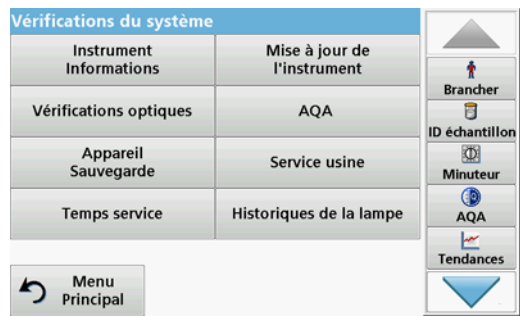 Vérifications du système
Instrument
Informations
Mise à jour de
l'instrument
Vérifications optiques
AQA
Appareil
Sauvegarde
Service usine
Temps service
Historiques de la lampe
Menu
Principal
Brancher
ID échantillon
Minuteur
AQA
Tendances